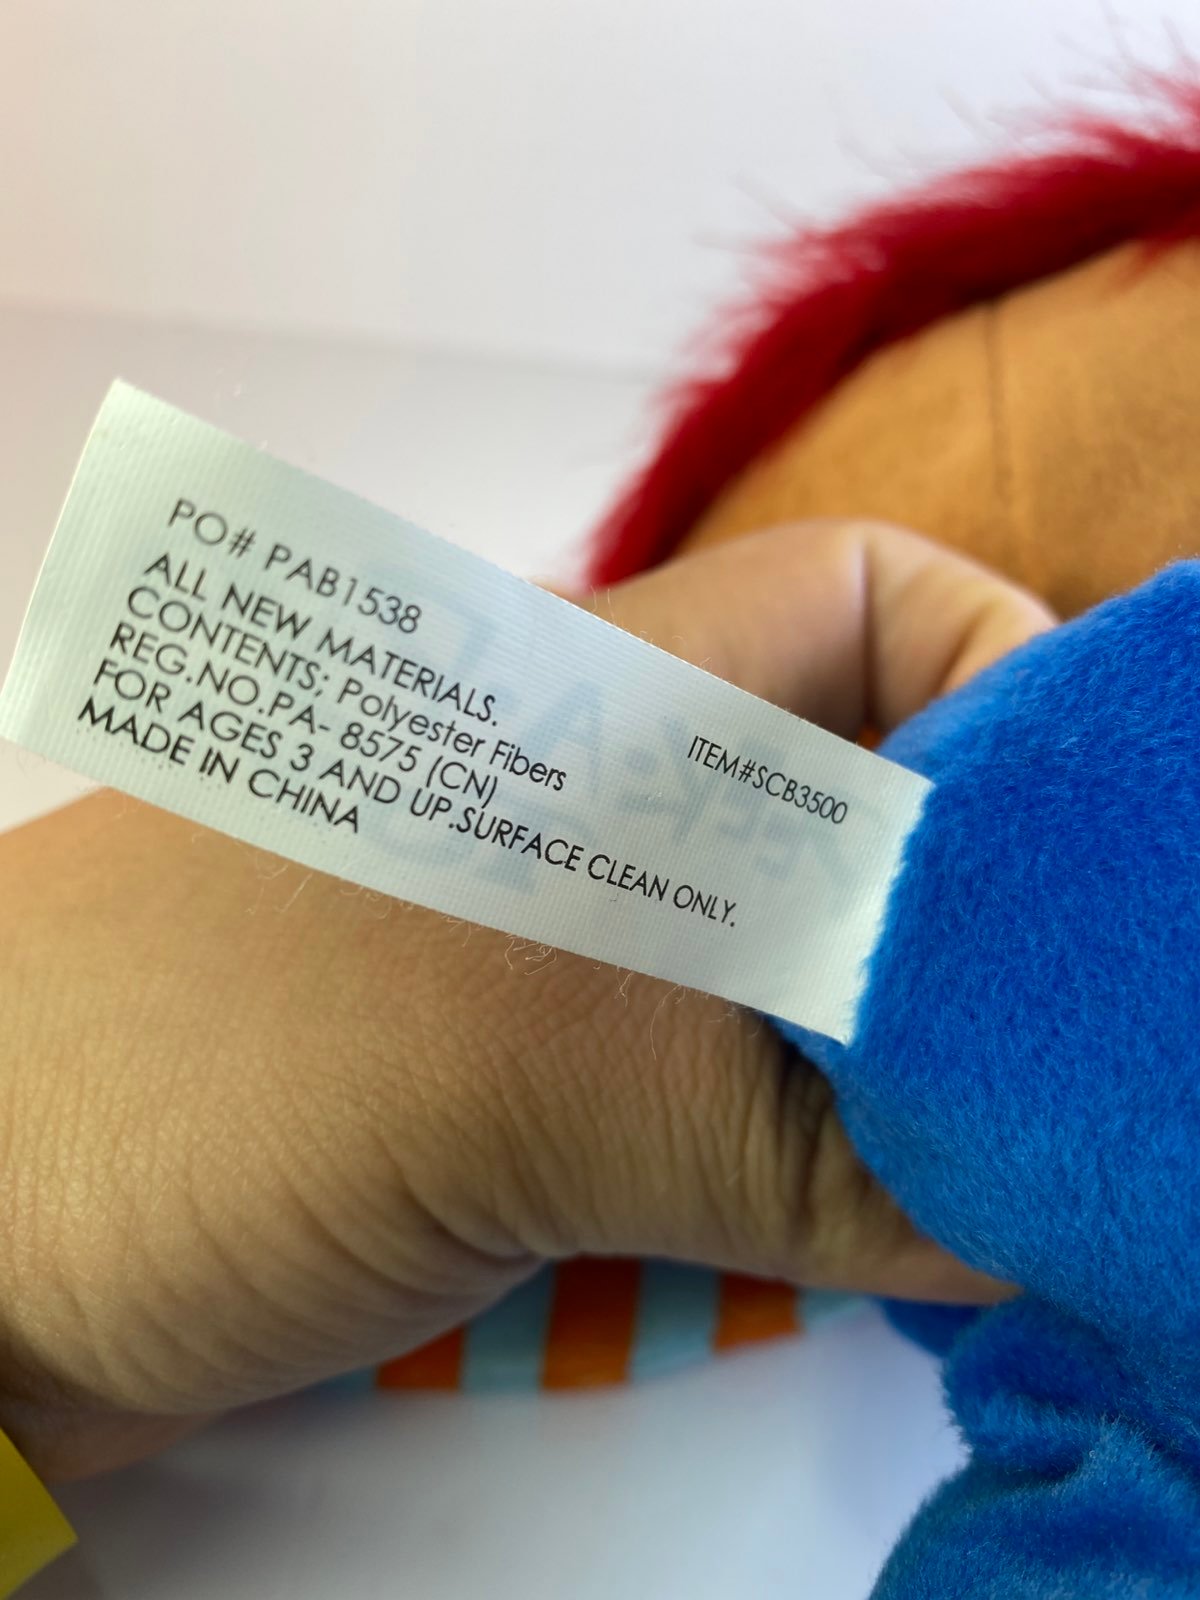 PO# PAB1538
ALL NEW MATERIALS.
CONTENTS; Polyester Fibers
REG.NO.PA- 8575 (CN)
FOR AGES 3 AND UP.SURFACE CLEAN ONLY.
MADE IN CHINA
ITEM#SCB3500